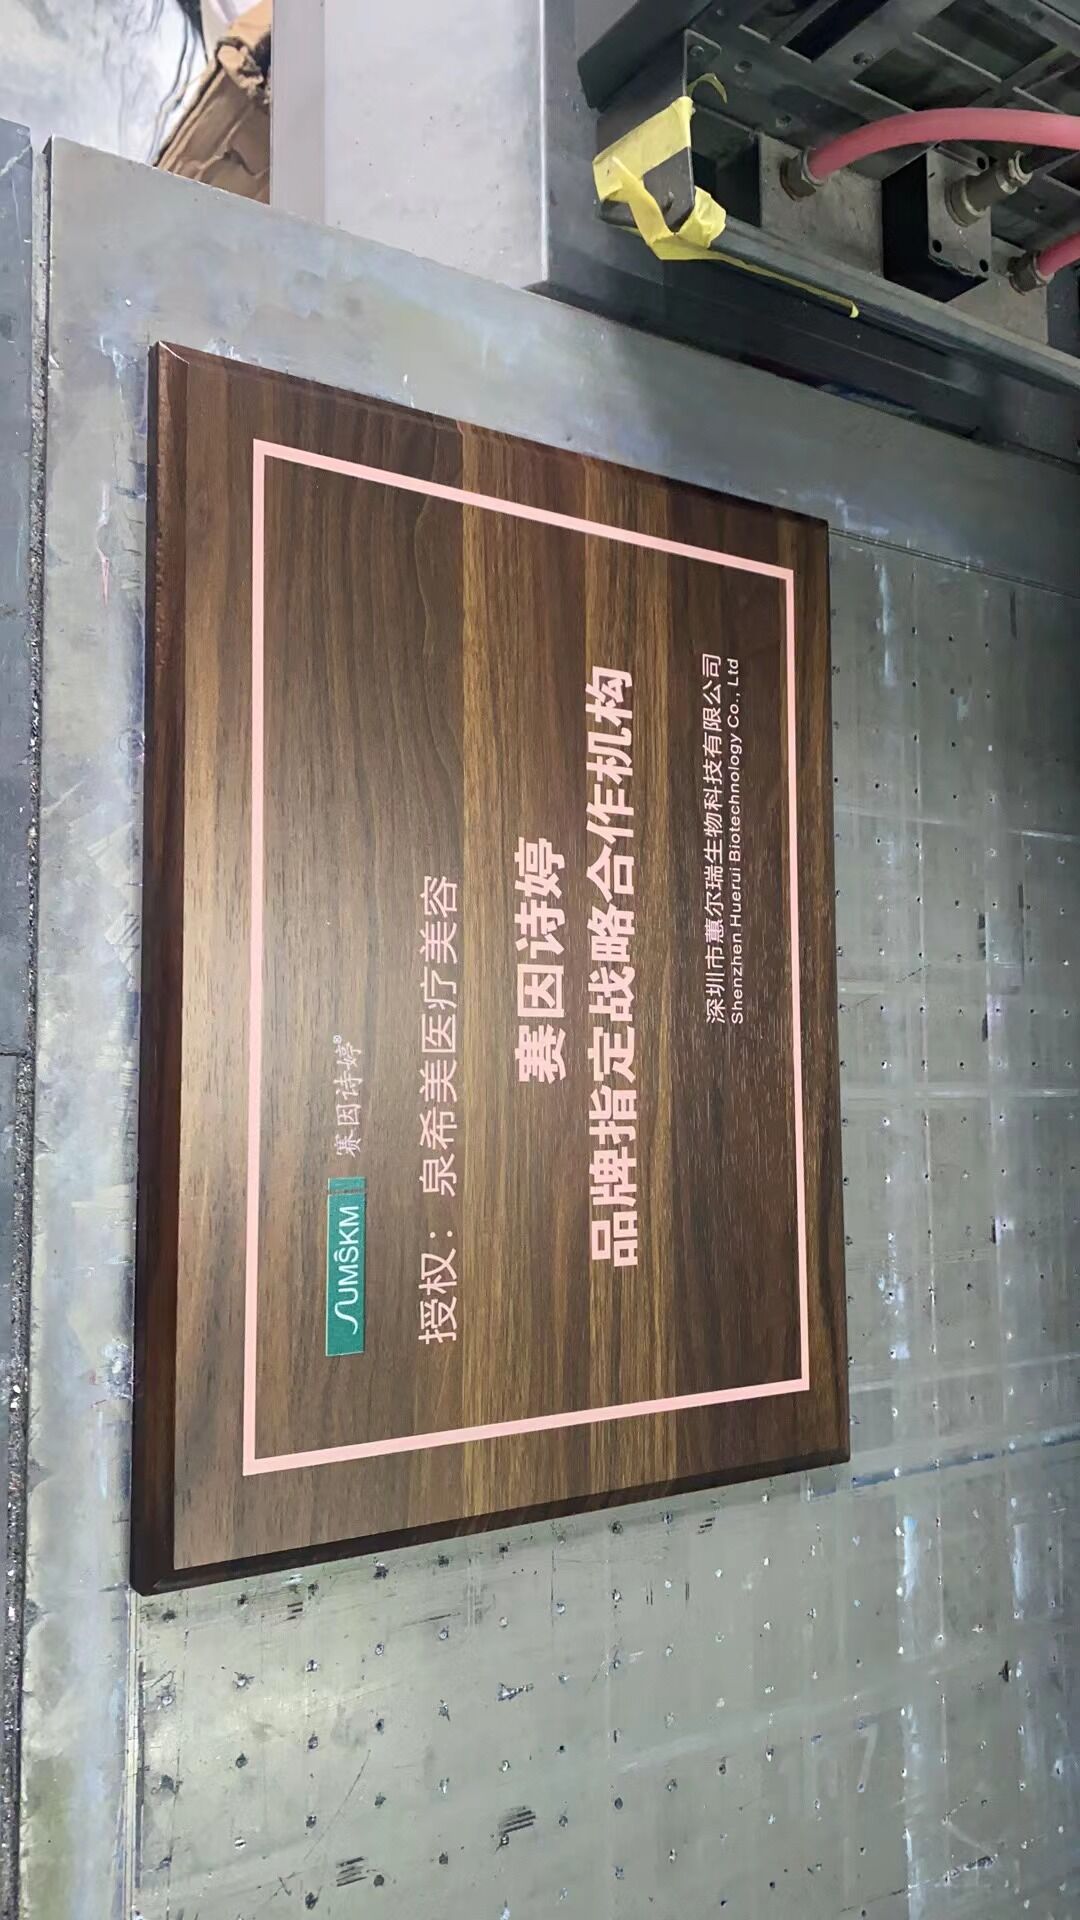 SUMSKM 赛因诗婷®
授权：泉希美医疗美容
赛因诗婷
品牌指定战略合作机构
深圳市蕙尔瑞生物科技有限公司
Shenzhen Huerui Biotechnology Co., Ltd